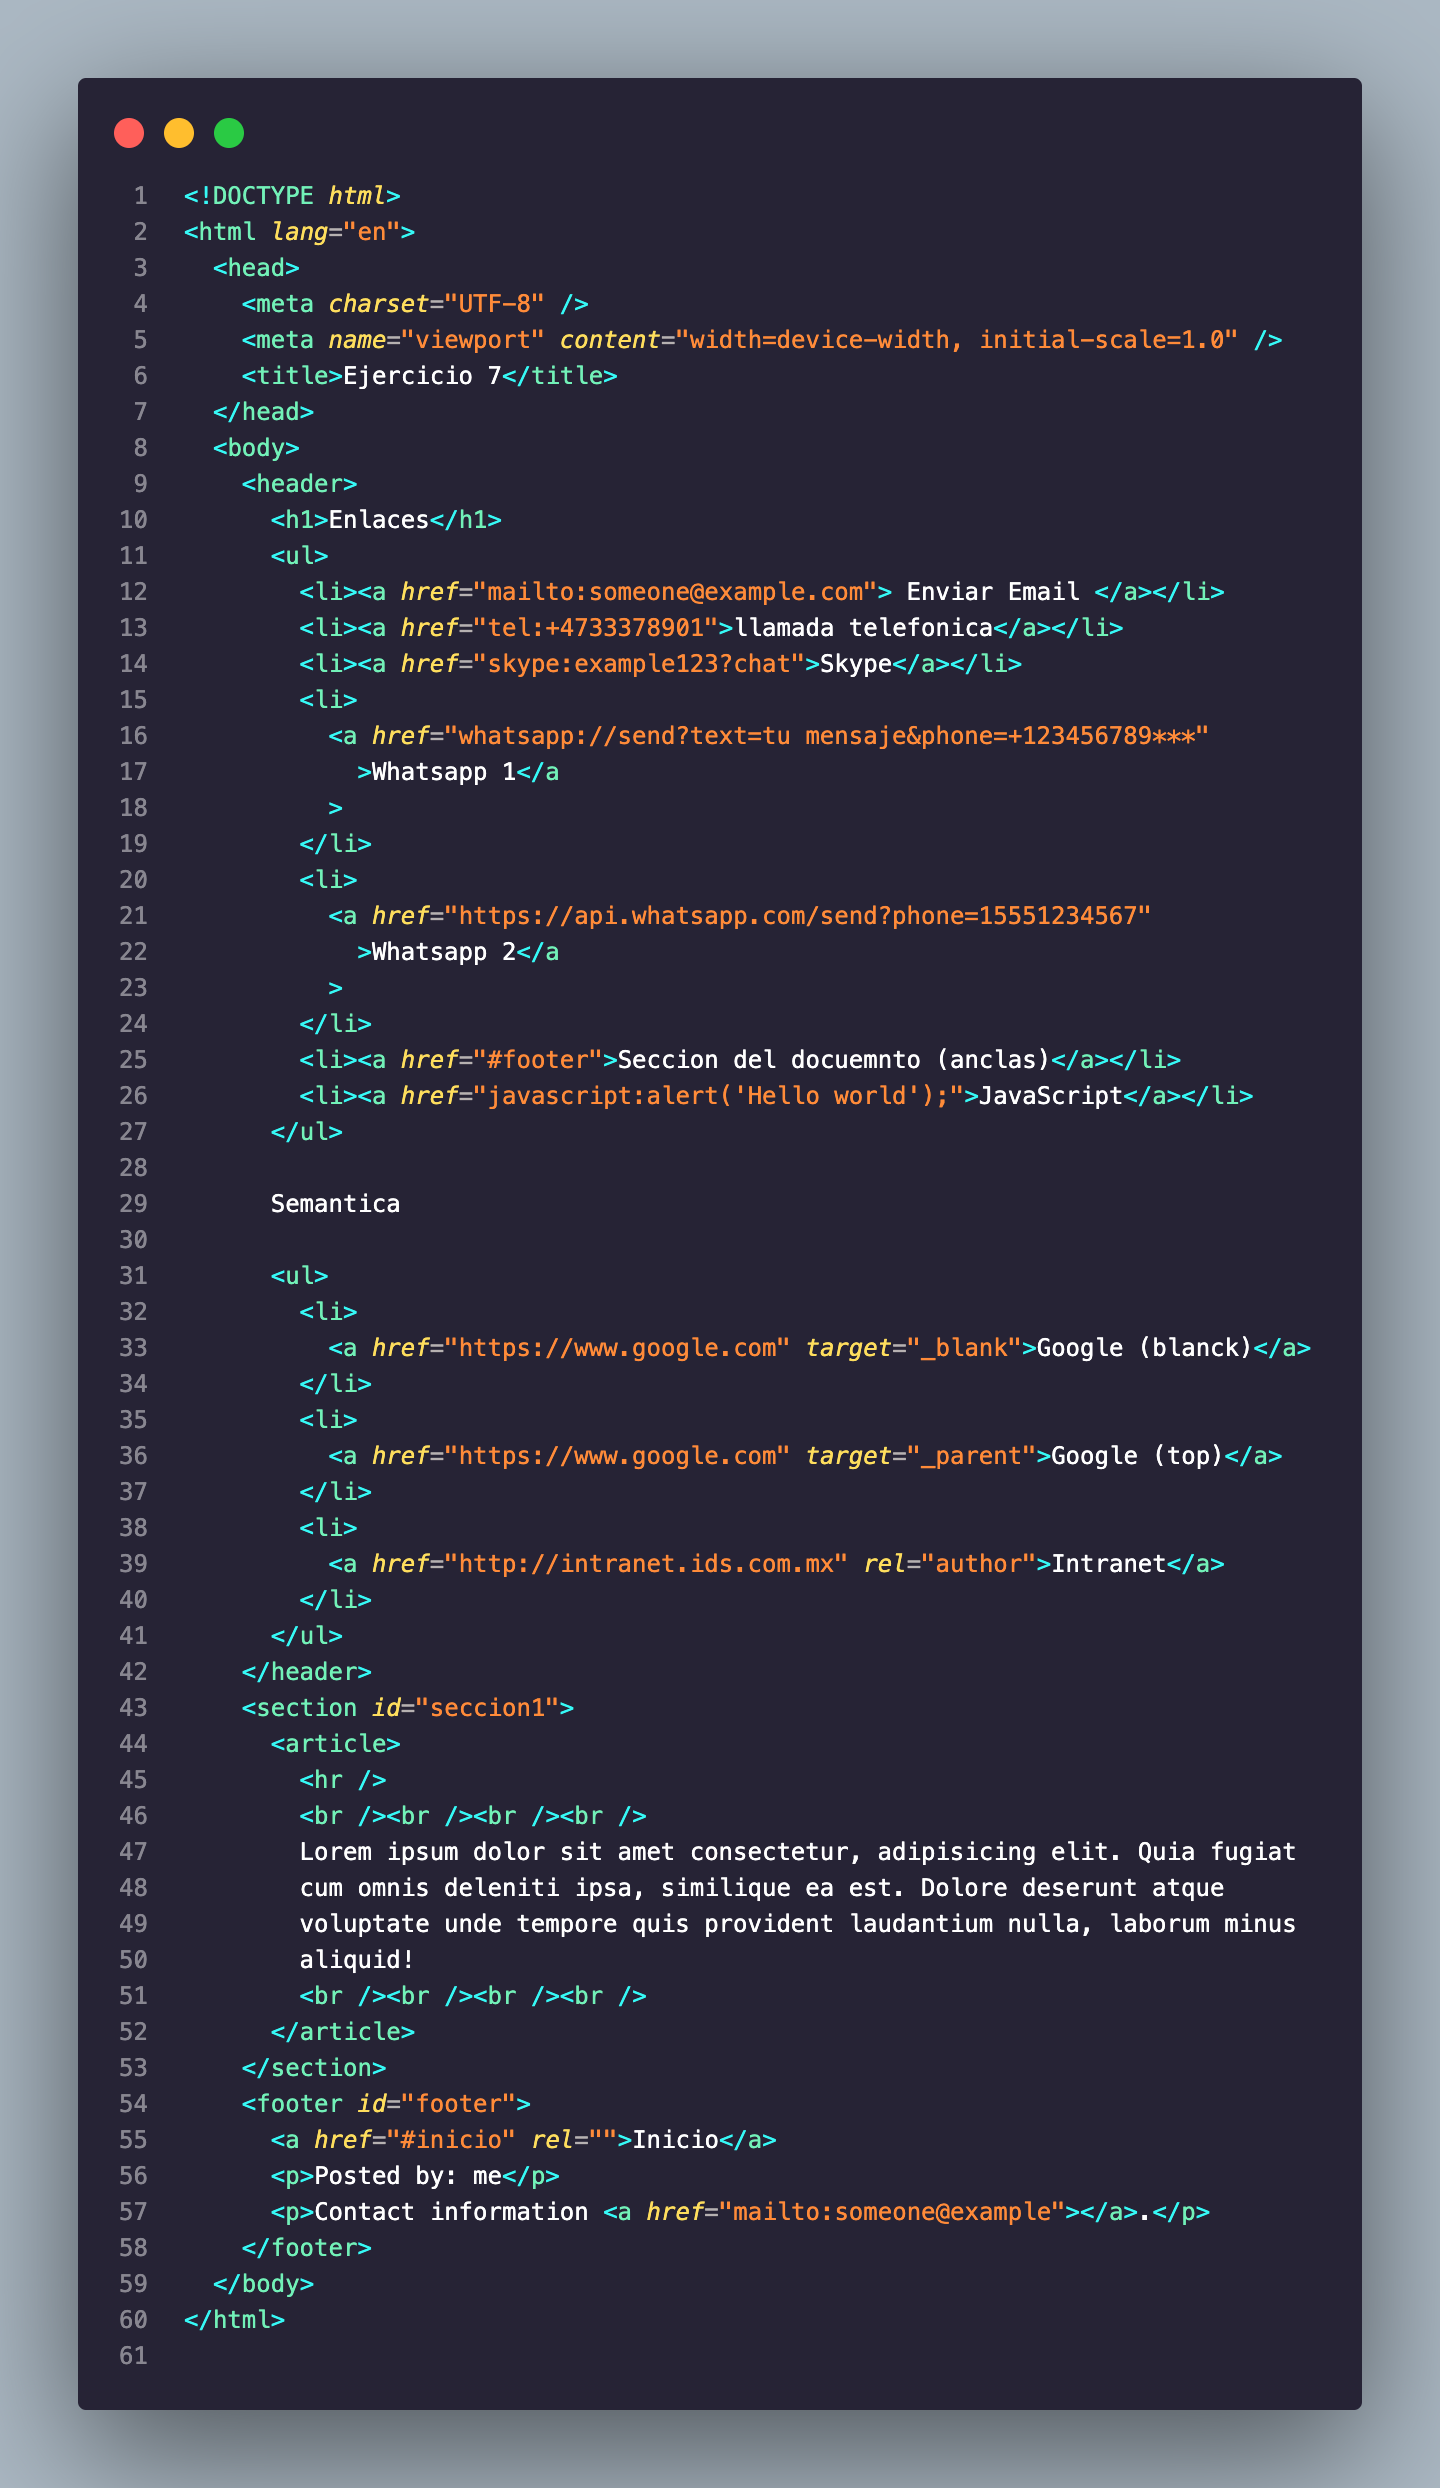 1 <!DOCTYPE html>
2 <html lang="en">
3   <head>
4     <meta charset="UTF-8" />
5     <meta name="viewport" content="width=device-width, initial-scale=1.0" />
6     <title>Ejercicio 7</title>
7   </head>
8   <body>
9     <header>
10       <h1>Enlaces</h1>
11       <ul>
12         <li><a href="mailto:someone@example.com"> Enviar Email </a></li>
13         <li><a href="tel:+4733378901">llamada telefonica</a></li>
14         <li><a href="skype:example123?chat">Skype</a></li>
15         <li>
16           <a href="whatsapp://send?text=tu mensaje&phone=+123456789***"
17             >Whatsapp 1</a
18           >
19         </li>
20         <li>
21           <a href="https://api.whatsapp.com/send?phone=15551234567"
22             >Whatsapp 2</a
23           >
24         </li>
25         <li><a href="#footer">Seccion del docuemnto (anclas)</a></li>
26         <li><a href="javascript:alert('Hello world');">JavaScript</a></li>
27       </ul>
28
29       Semantica
30
31       <ul>
32         <li>
33           <a href="https://www.google.com" target="_blank">Google (blanck)</a>
34         </li>
35         <li>
36           <a href="https://www.google.com" target="_parent">Google (top)</a>
37         </li>
38         <li>
39           <a href="http://intranet.ids.com.mx" rel="author">Intranet</a>
40         </li>
41       </ul>
42     </header>
43     <section id="seccion1">
44       <article>
45         <hr />
46         <br /><br /><br /><br />
47         Lorem ipsum dolor sit amet consectetur, adipisicing elit. Quia fugiat
48         cum omnis deleniti ipsa, similique ea est. Dolore deserunt atque
49         voluptate unde tempore quis provident laudantium nulla, laborum minus
50         aliquid!
51         <br /><br /><br /><br />
52       </article>
53     </section>
54     <footer id="footer">
55       <a href="#inicio" rel="">Inicio</a>
56       <p>Posted by: me</p>
57       <p>Contact information <a href="mailto:someone@example"></a>.</p>
58     </footer>
59   </body>
60 </html>
61